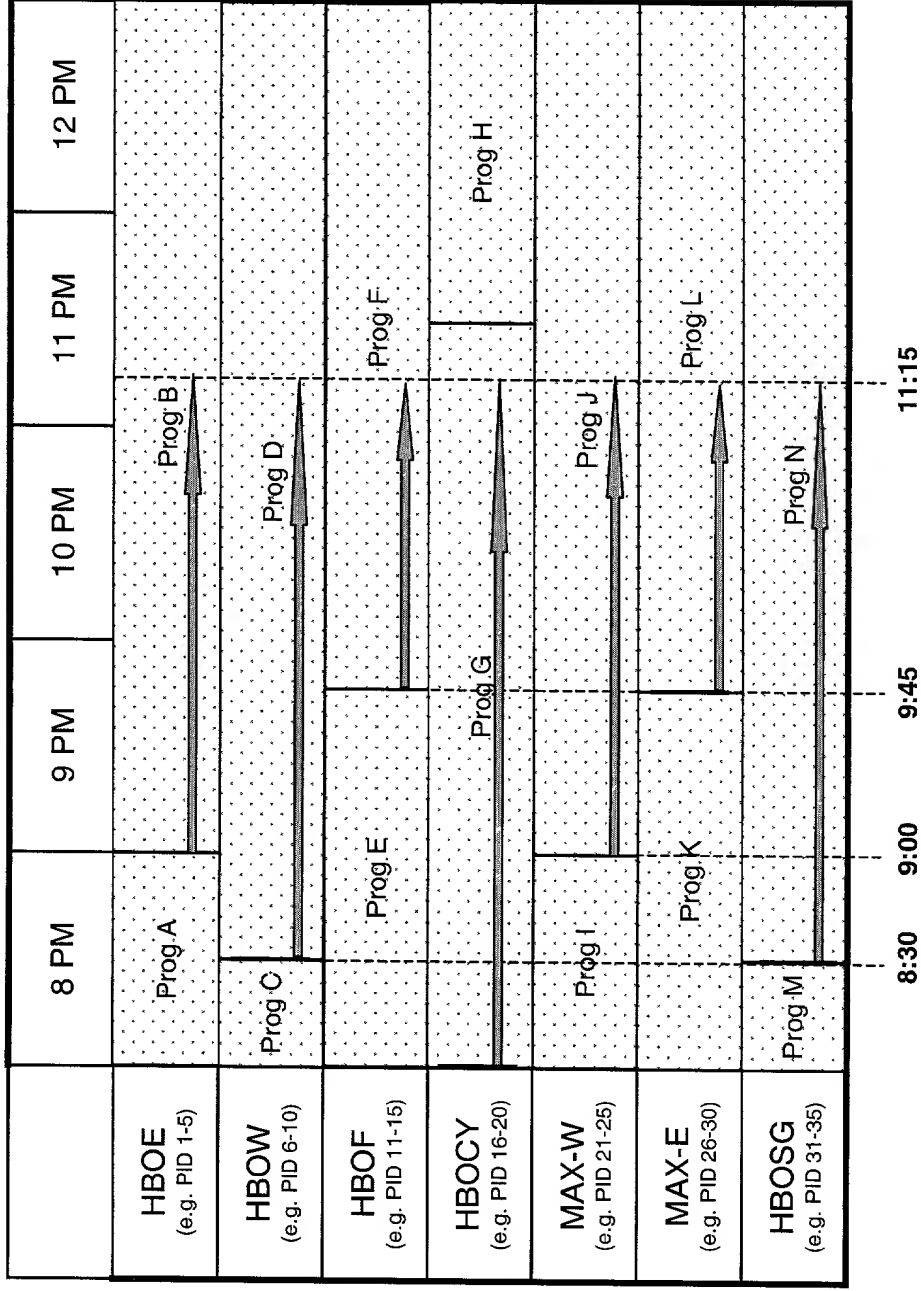 8 PM
9 PM
10 PM
11 PM
12 PM
HBOE
(e.g. PID 1-5)
Prog A
Prog B
HBOW
(e.g. PID 6-10)
Prog C
Prog D
HBOF
(e.g. PID 11-15)
Prog E
Prog F
HBOCY
(e.g. PID 16-20)
Prog G
Prog H
MAX-W
(e.g. PID 21-25)
Prog I
Prog J
MAX-E
(e.g. PID 26-30)
Prog K
Prog L
HBOSG
(e.g. PID 31-35)
Prog M
Prog N
8:30
9:00
9:45
11:15